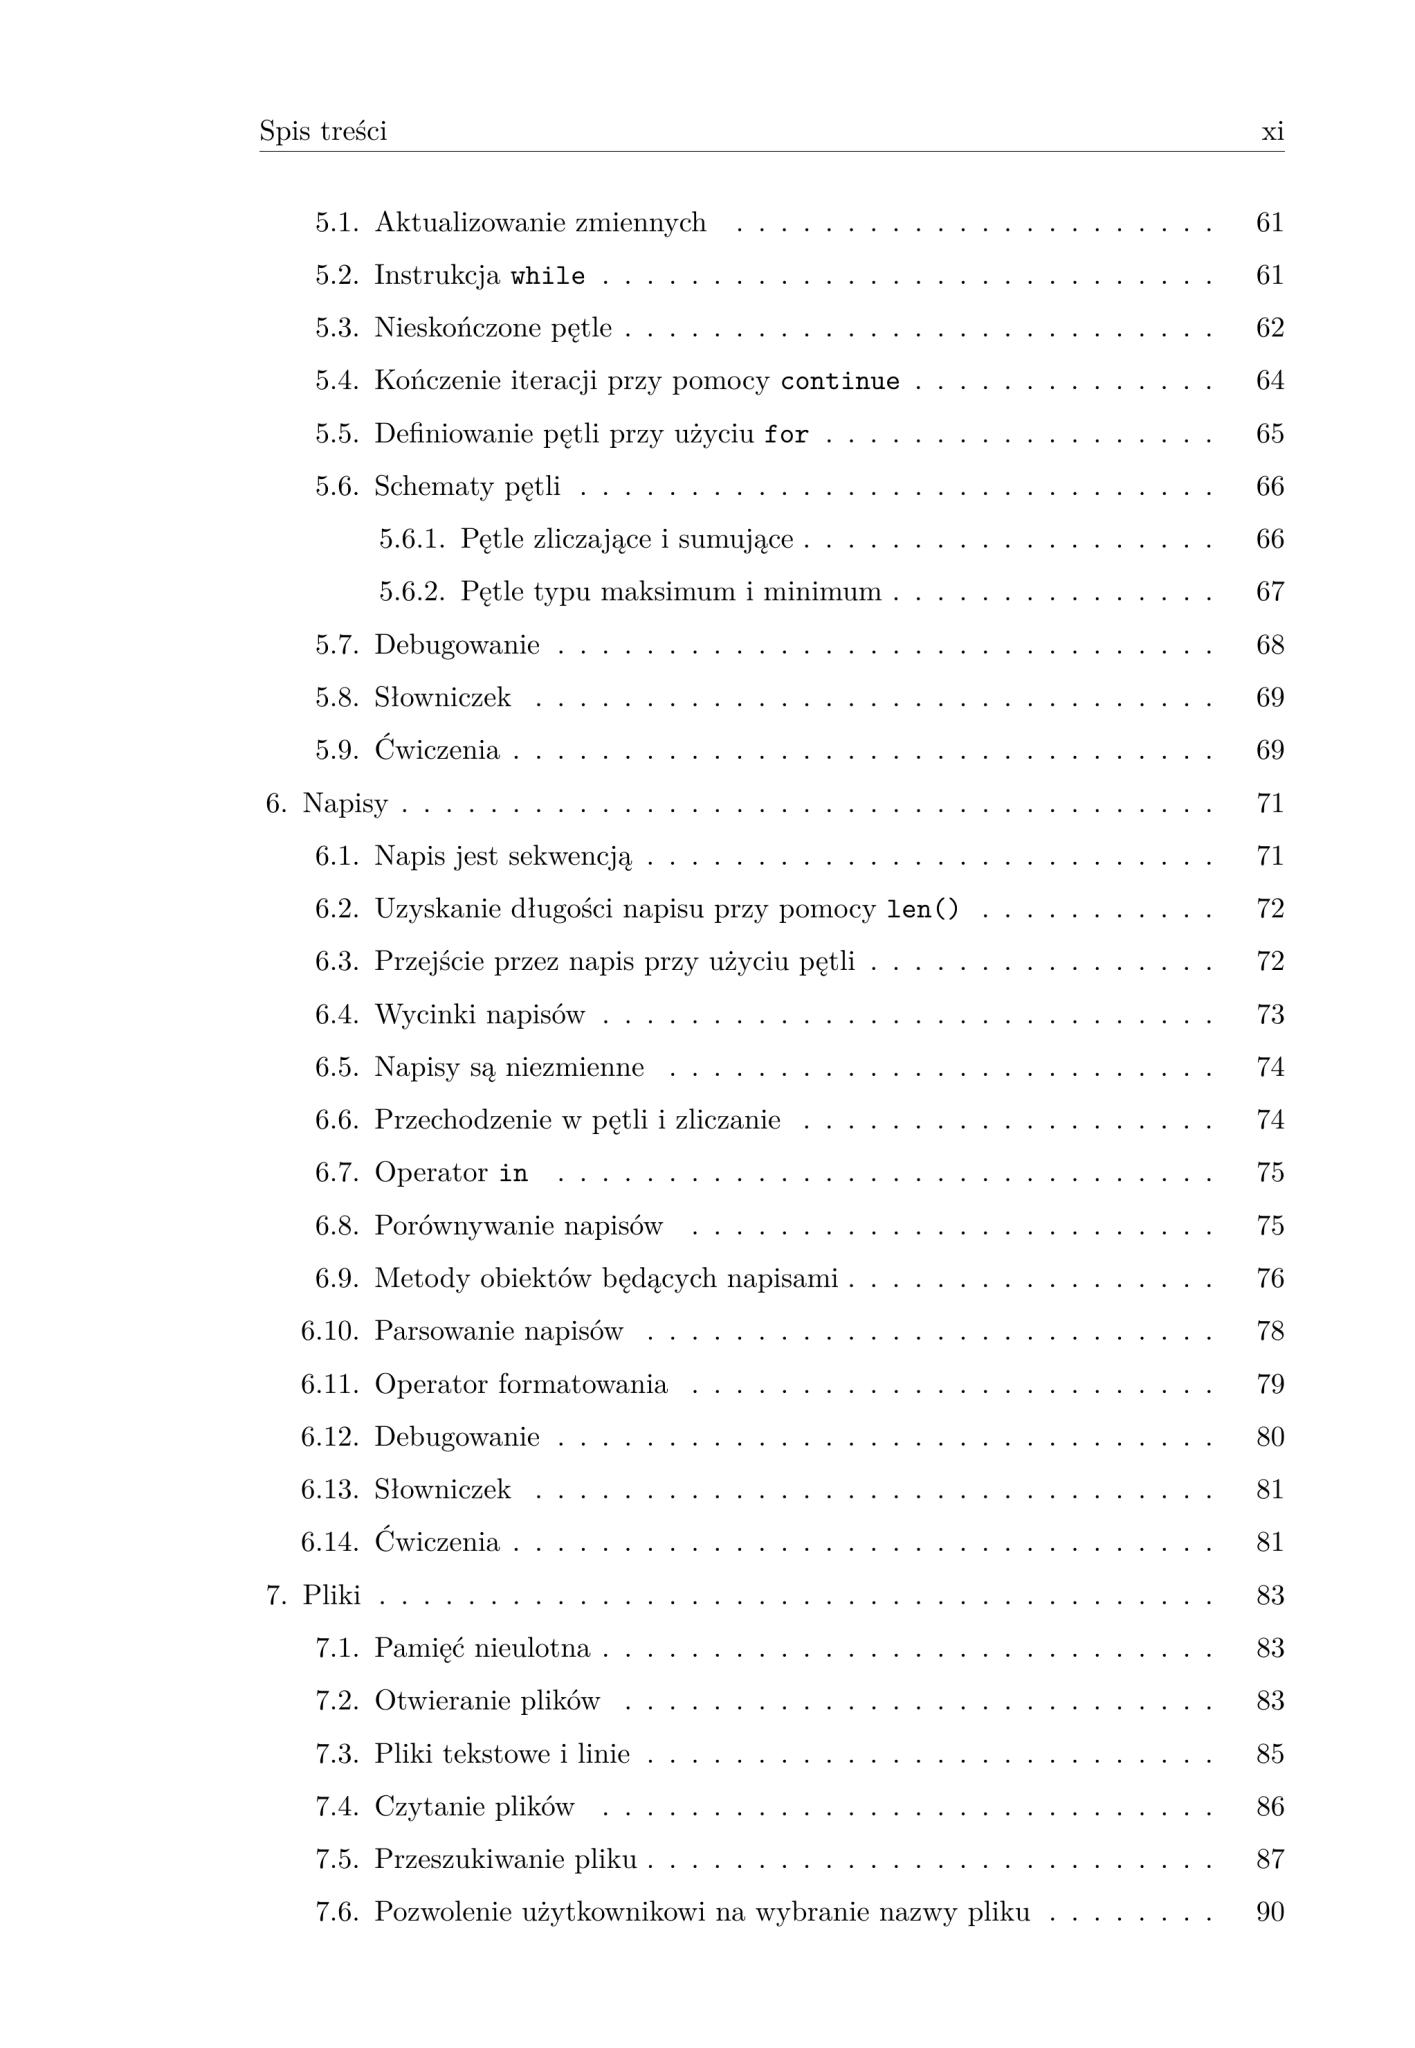 Spis treści xi
5.1. Aktualizowanie zmiennych . . . . . . . . . . . . . . . . . . . . . . 61
5.2. Instrukcja while . . . . . . . . . . . . . . . . . . . . . . . . . . . . 61
5.3. Nieskończone pętle . . . . . . . . . . . . . . . . . . . . . . . . . . . 62
5.4. Kończenie iteracji przy pomocy continue . . . . . . . . . . . . . . 64
5.5. Definiowanie pętli przy użyciu for . . . . . . . . . . . . . . . . . . 65
5.6. Schematy pętli . . . . . . . . . . . . . . . . . . . . . . . . . . . . . 66
5.6.1. Pętle zliczające i sumujące . . . . . . . . . . . . . . . . . . . 66
5.6.2. Pętle typu maksimum i minimum . . . . . . . . . . . . . . . 67
5.7. Debugowanie . . . . . . . . . . . . . . . . . . . . . . . . . . . . . . 68
5.8. Słowniczek . . . . . . . . . . . . . . . . . . . . . . . . . . . . . . . 69
5.9. Ćwiczenia . . . . . . . . . . . . . . . . . . . . . . . . . . . . . . . . 69
6. Napisy . . . . . . . . . . . . . . . . . . . . . . . . . . . . . . . . . . . . . 71
6.1. Napis jest sekwencją . . . . . . . . . . . . . . . . . . . . . . . . . . 71
6.2. Uzyskanie długości napisu przy pomocy len() . . . . . . . . . . . 72
6.3. Przejście przez napis przy użyciu pętli . . . . . . . . . . . . . . . . 72
6.4. Wycinki napisów . . . . . . . . . . . . . . . . . . . . . . . . . . . . 73
6.5. Napisy są niezmienne . . . . . . . . . . . . . . . . . . . . . . . . . 74
6.6. Przechodzenie w pętli i zliczanie . . . . . . . . . . . . . . . . . . . 74
6.7. Operator in . . . . . . . . . . . . . . . . . . . . . . . . . . . . . . 75
6.8. Porównywanie napisów . . . . . . . . . . . . . . . . . . . . . . . . 75
6.9. Metody obiektów będących napisami . . . . . . . . . . . . . . . . . 76
6.10. Parsowanie napisów . . . . . . . . . . . . . . . . . . . . . . . . . . 78
6.11. Operator formatowania . . . . . . . . . . . . . . . . . . . . . . . . 79
6.12. Debugowanie . . . . . . . . . . . . . . . . . . . . . . . . . . . . . . 80
6.13. Słowniczek . . . . . . . . . . . . . . . . . . . . . . . . . . . . . . . 81
6.14. Ćwiczenia . . . . . . . . . . . . . . . . . . . . . . . . . . . . . . . . 81
7. Pliki . . . . . . . . . . . . . . . . . . . . . . . . . . . . . . . . . . . . . . 83
7.1. Pamięć nieulotna . . . . . . . . . . . . . . . . . . . . . . . . . . . . 83
7.2. Otwieranie plików . . . . . . . . . . . . . . . . . . . . . . . . . . . 83
7.3. Pliki tekstowe i linie . . . . . . . . . . . . . . . . . . . . . . . . . . 85
7.4. Czytanie plików . . . . . . . . . . . . . . . . . . . . . . . . . . . . 86
7.5. Przeszukiwanie pliku . . . . . . . . . . . . . . . . . . . . . . . . . . 87
7.6. Pozwolenie użytkownikowi na wybranie nazwy pliku . . . . . . . . 90